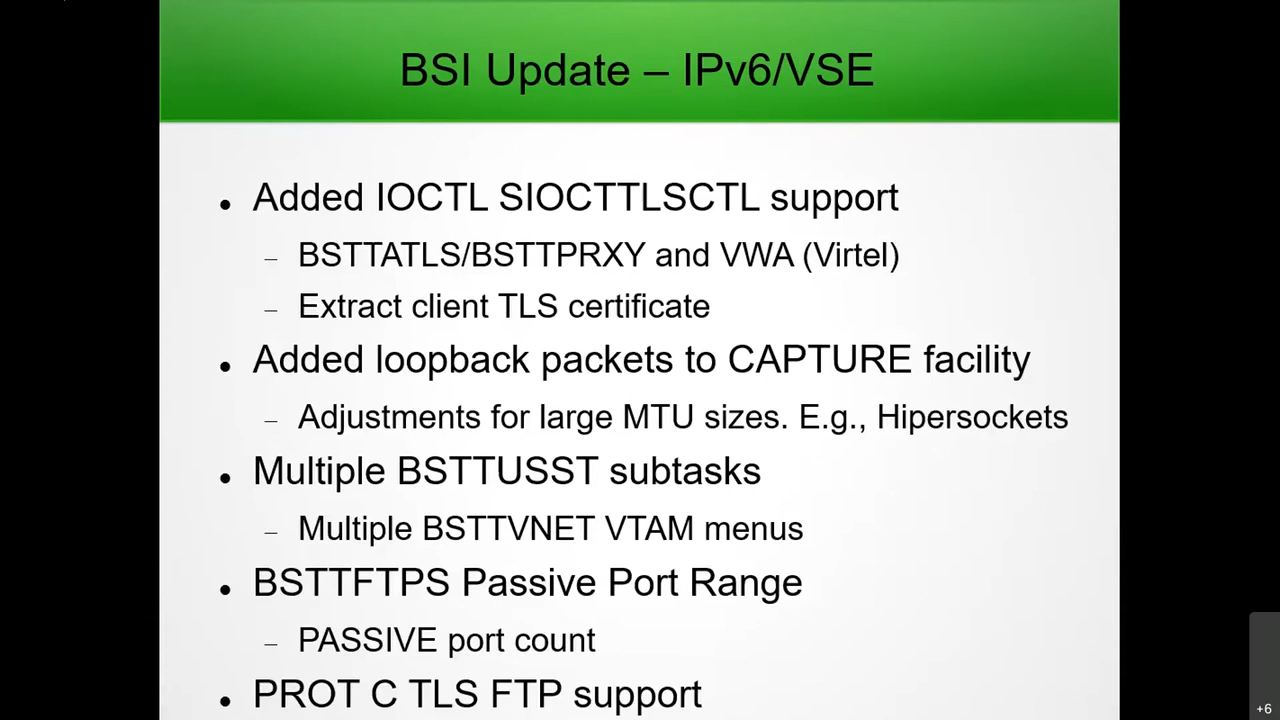 BSI Update – IPv6/VSE
● Added IOCTL SIOCTTLSCTL support
– BSTTATLS/BSTTPRXY and VWA (Virtel)
– Extract client TLS certificate
● Added loopback packets to CAPTURE facility
– Adjustments for large MTU sizes. E.g., Hipersockets
● Multiple BSTTUSST subtasks
– Multiple BSTTVNET VTAM menus
● BSTTFTPS Passive Port Range
– PASSIVE port count
● PROT C TLS FTP support
+6